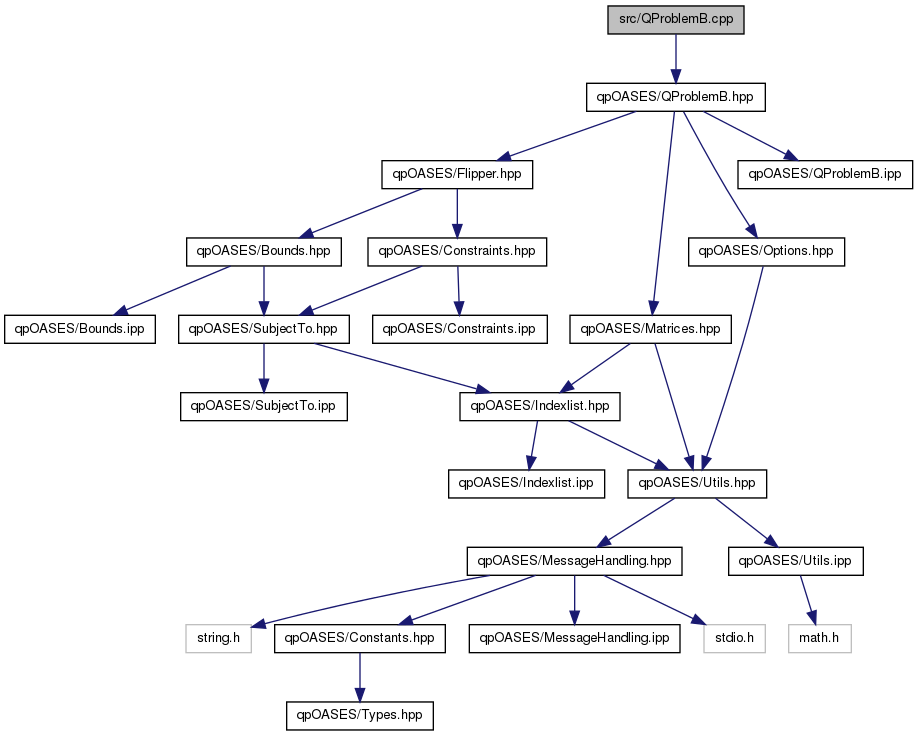 src/QProblemB.cpp
qpOASES/QProblemB.hpp
qpOASES/Flipper.hpp
qpOASES/QProblemB.ipp
qpOASES/Bounds.hpp
qpOASES/Constraints.hpp
qpOASES/Options.hpp
qpOASES/Bounds.ipp
qpOASES/SubjectTo.hpp
qpOASES/Constraints.ipp
qpOASES/Matrices.hpp
qpOASES/SubjectTo.ipp
qpOASES/Indexlist.hpp
qpOASES/Indexlist.ipp
qpOASES/Utils.hpp
qpOASES/MessageHandling.hpp
qpOASES/Utils.ipp
string.h
qpOASES/Constants.hpp
qpOASES/MessageHandling.ipp
stdio.h
math.h
qpOASES/Types.hpp